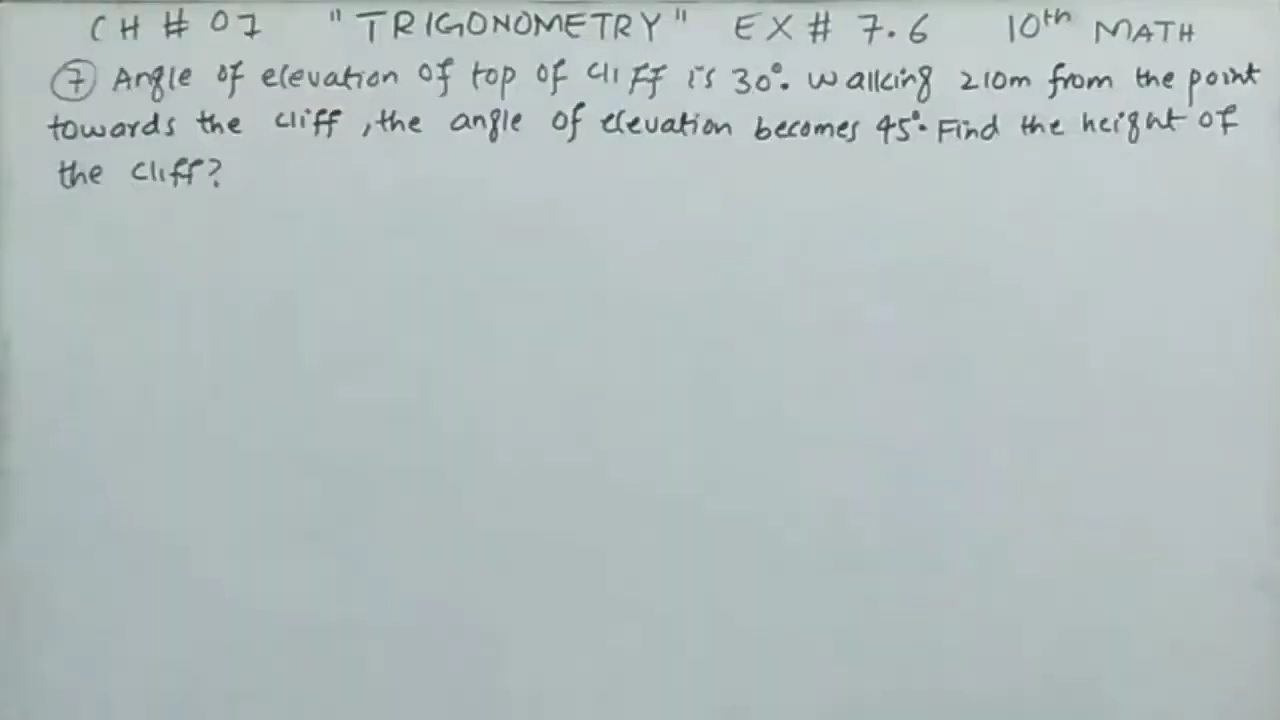 CH # 07 "TRIGONOMETRY" EX # 7.6 10th MATH
⑦ Angle of elevation of top of cliff is 30°. Walking 210m from the point
towards the cliff, the angle of elevation becomes 45°. Find the height of
the cliff?